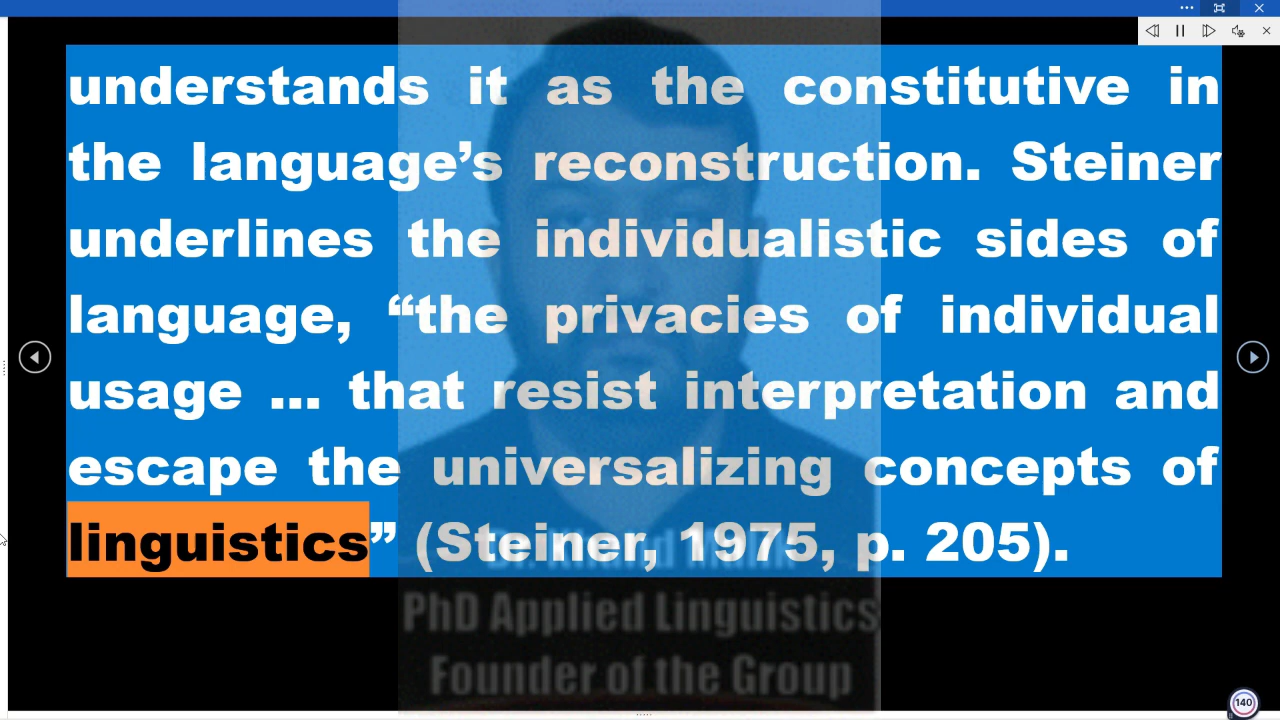 understands it as the constitutive in
the language’s reconstruction. Steiner
underlines the individualistic sides of
language, “the privacies of individual
usage ... that resist interpretation and
escape the universalizing concepts of
linguistics” (Steiner, 1975, p. 205).
PhD Applied Linguistics
Founder of the Group
140